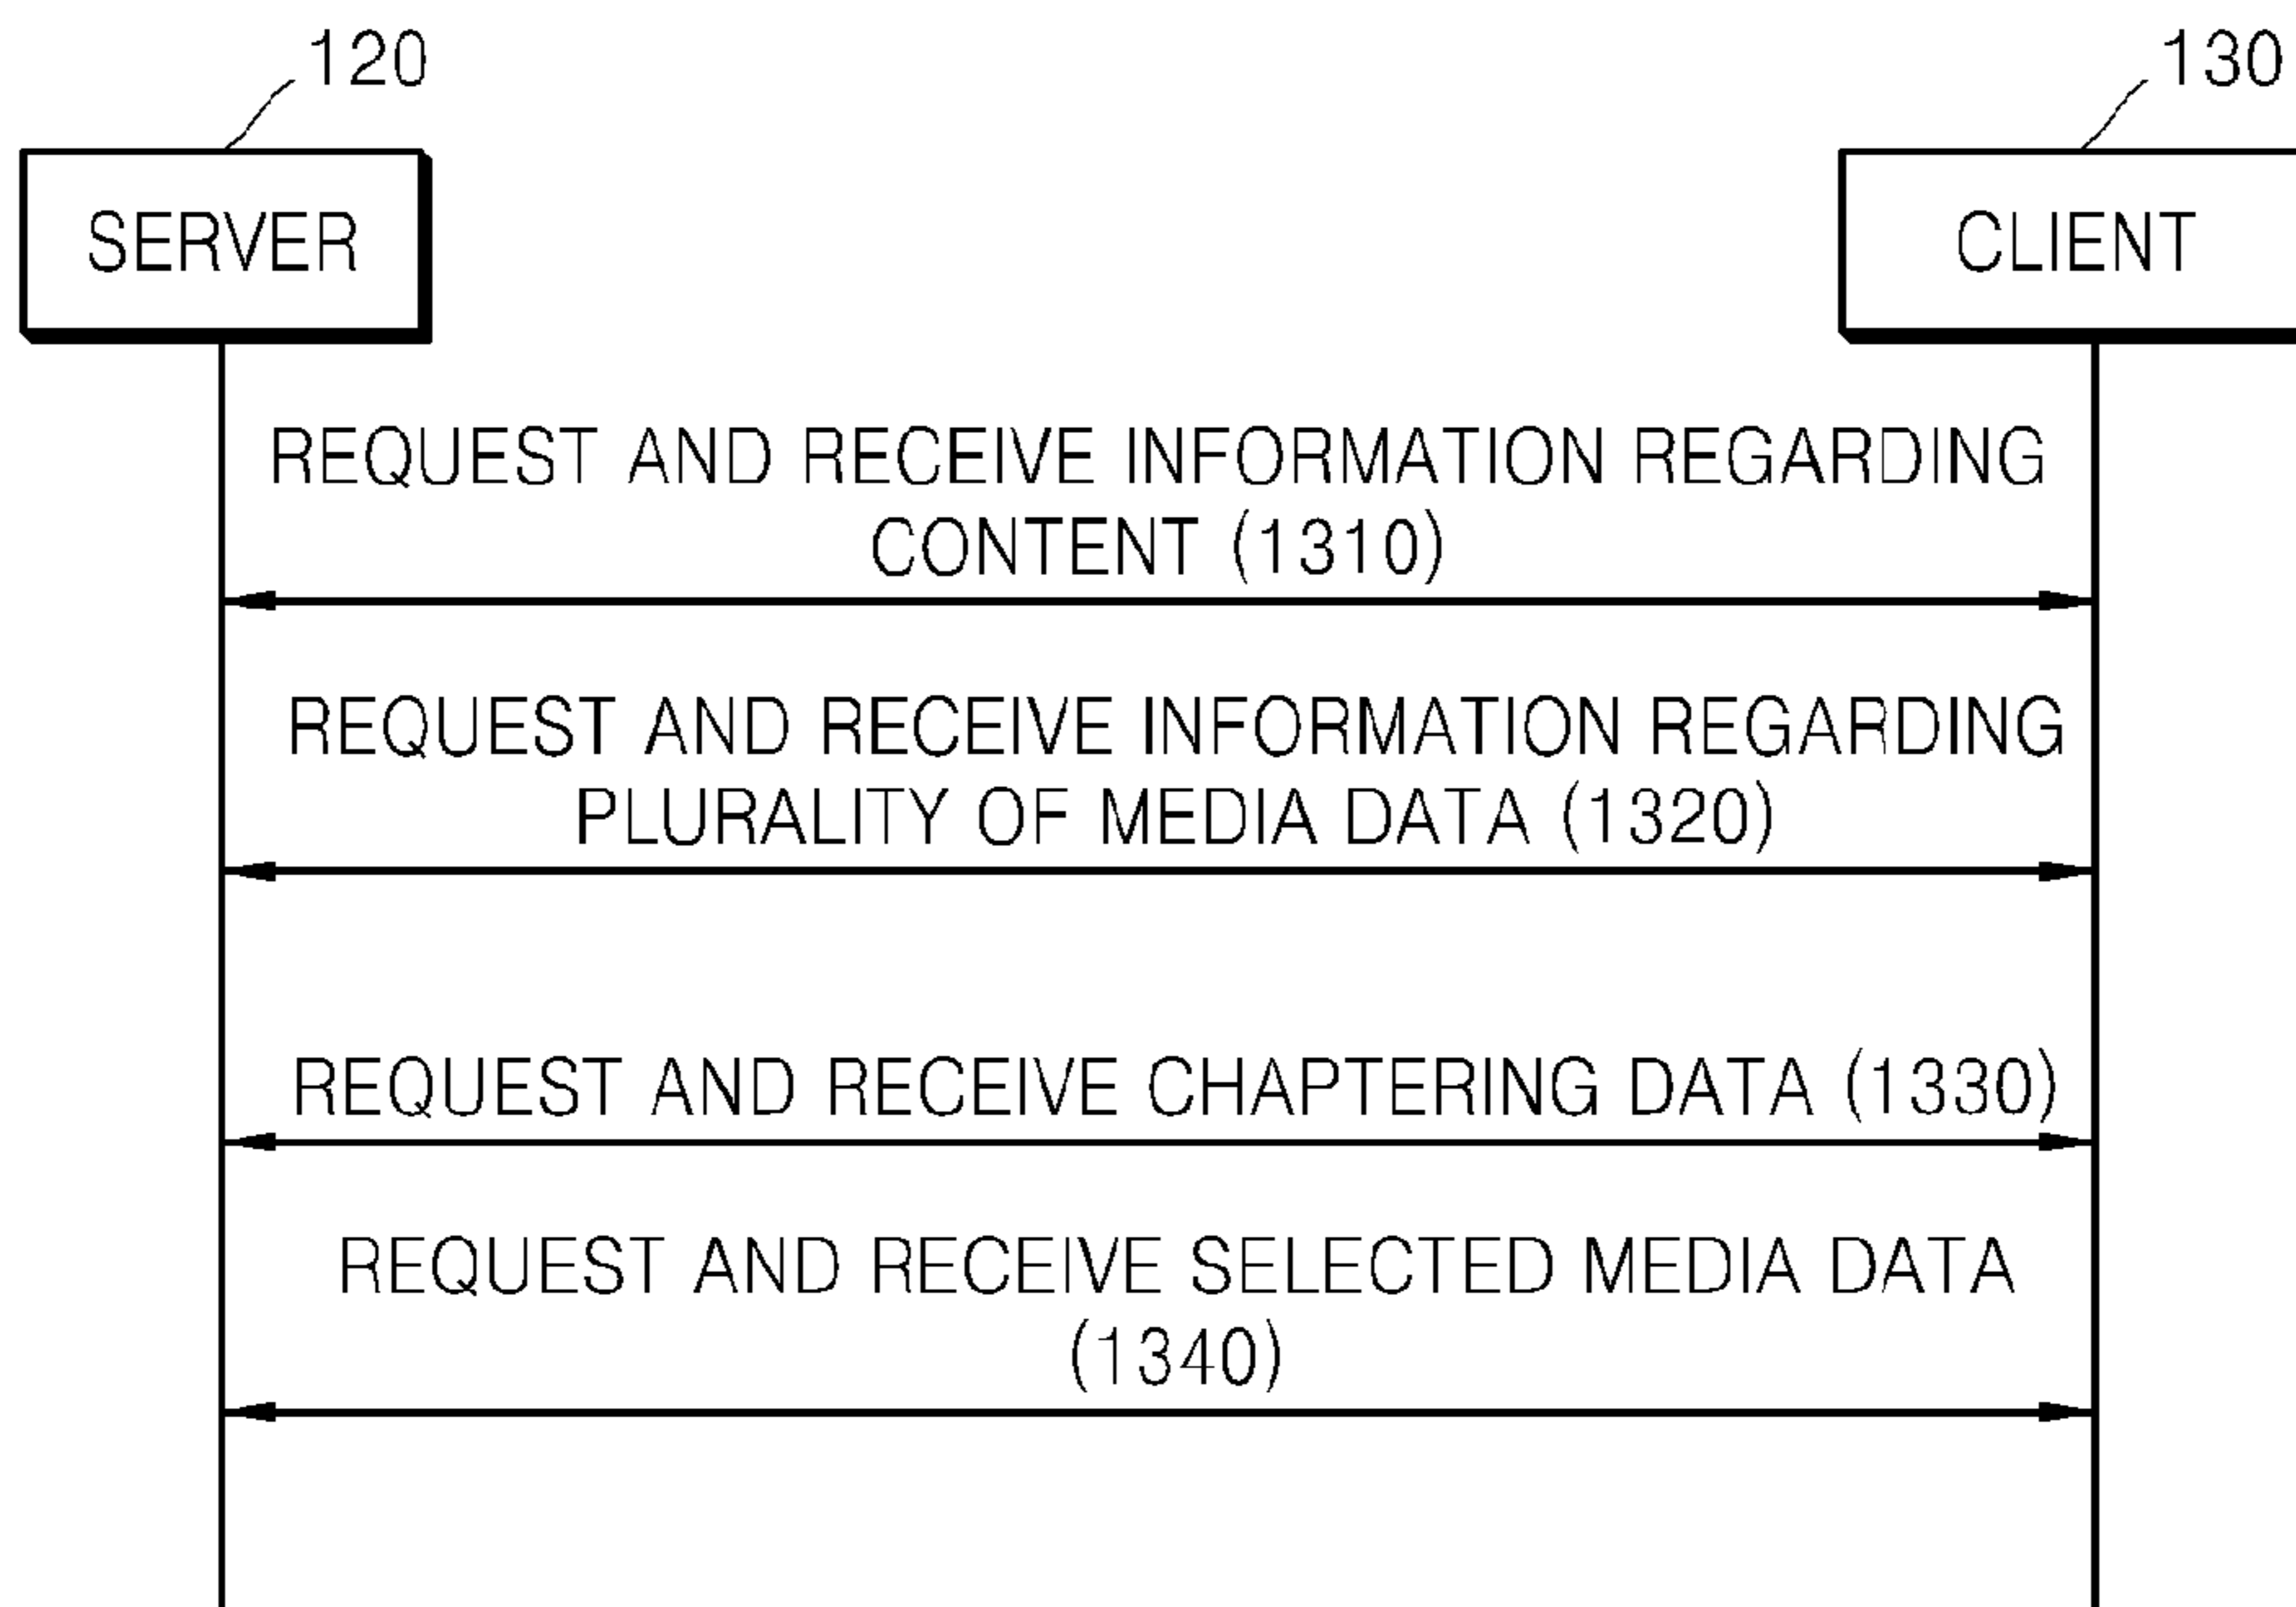 120
130
SERVER
CLIENT
REQUEST AND RECEIVE INFORMATION REGARDING
CONTENT (1310)
REQUEST AND RECEIVE INFORMATION REGARDING
PLURALITY OF MEDIA DATA (1320)
REQUEST AND RECEIVE CHAPTERING DATA (1330)
REQUEST AND RECEIVE SELECTED MEDIA DATA
(1340)